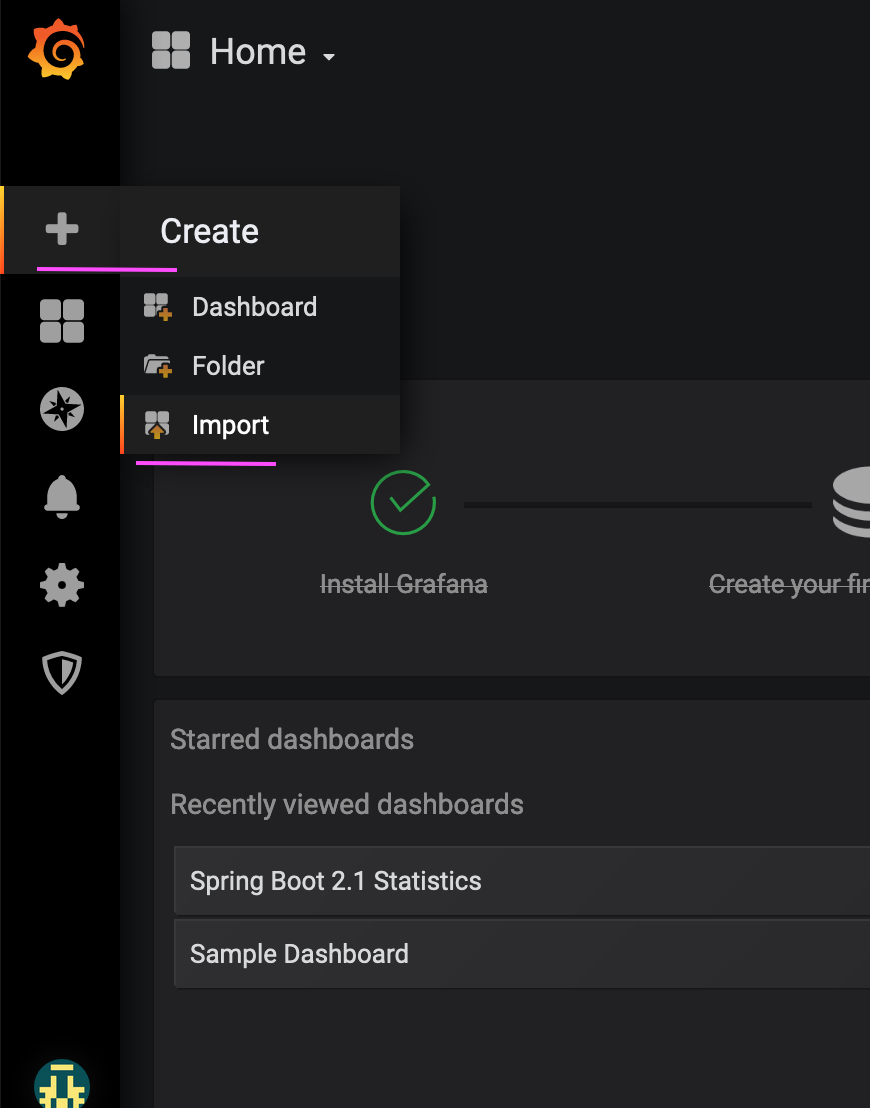 Home
Create
Dashboard
Folder
Import
Install Grafana
Create your fir
Starred dashboards
Recently viewed dashboards
Spring Boot 2.1 Statistics
Sample Dashboard